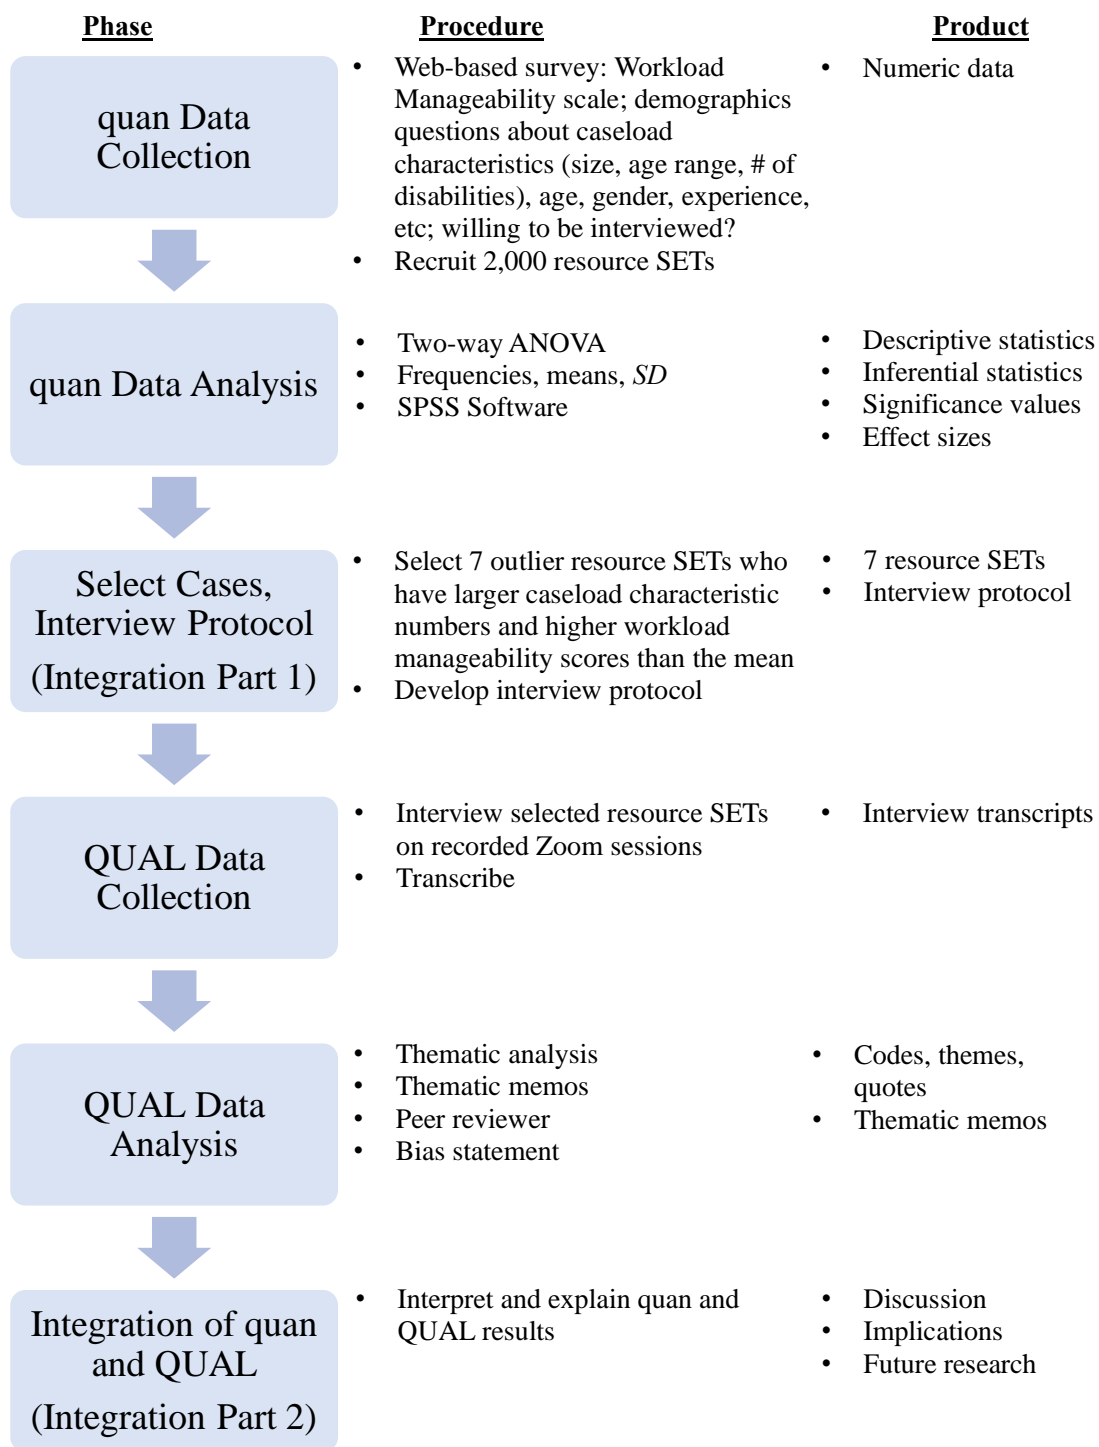 Phase
Procedure
Product
quan Data
Collection
• Web-based survey: Workload
Manageability scale; demographics
questions about caseload
characteristics (size, age range, # of
disabilities), age, gender, experience,
etc; willing to be interviewed?
• Recruit 2,000 resource SETs
• Numeric data
quan Data Analysis
• Two-way ANOVA
• Frequencies, means, SD
• SPSS Software
• Descriptive statistics
• Inferential statistics
• Significance values
• Effect sizes
Select Cases,
Interview Protocol
(Integration Part 1)
• Select 7 outlier resource SETs who
have larger caseload characteristic
numbers and higher workload
manageability scores than the mean
• Develop interview protocol
• 7 resource SETs
• Interview protocol
QUAL Data
Collection
• Interview selected resource SETs
on recorded Zoom sessions
• Transcribe
• Interview transcripts
QUAL Data
Analysis
• Thematic analysis
• Thematic memos
• Peer reviewer
• Bias statement
• Codes, themes,
quotes
• Thematic memos
Integration of quan
and QUAL
(Integration Part 2)
• Interpret and explain quan and
QUAL results
• Discussion
• Implications
• Future research